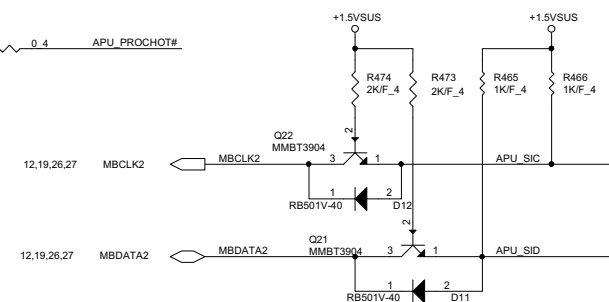 +1.5VSUS +1.5VSUS
0_4 APU_PROCHOT#
R474 R473 R465 R466
2K/F_4 2K/F_4 1K/F_4 1K/F_4
Q22
MMBT3904
2
12,19,26,27 MBCLK2 MBCLK2 3 1 APU_SIC
1 2
RB501V-40 D12
2
Q21
12,19,26,27 MBDATA2 MBDATA2 MMBT3904 3 1 APU_SID
1 2
RB501V-40 D11